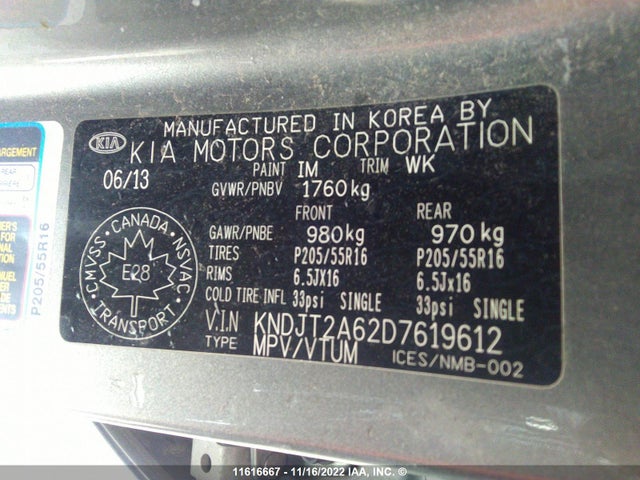 MANUFACTURED IN KOREA BY
KIA KIA MOTORS CORPORATION
06/13 PAINT IM TRIM WK
GVWR/PNBV 1760kg
FRONT REAR
GAWR/PNBE 980kg 970kg
TIRES P205/55R16 P205/55R16
RIMS 6.5JX16 6.5Jx16
COLD TIRE INFL 33psi SINGLE 33psi SINGLE
V.I.N KNDJT2A62D7619612
TYPE MPV/VTUM ICES/NMB-002
CANADA
CMVSS NSVAC
E28
TRANSPORT
ARGEMENT
REAR
P205/55R16
11616667 - 11/16/2022 IAA, INC. ©